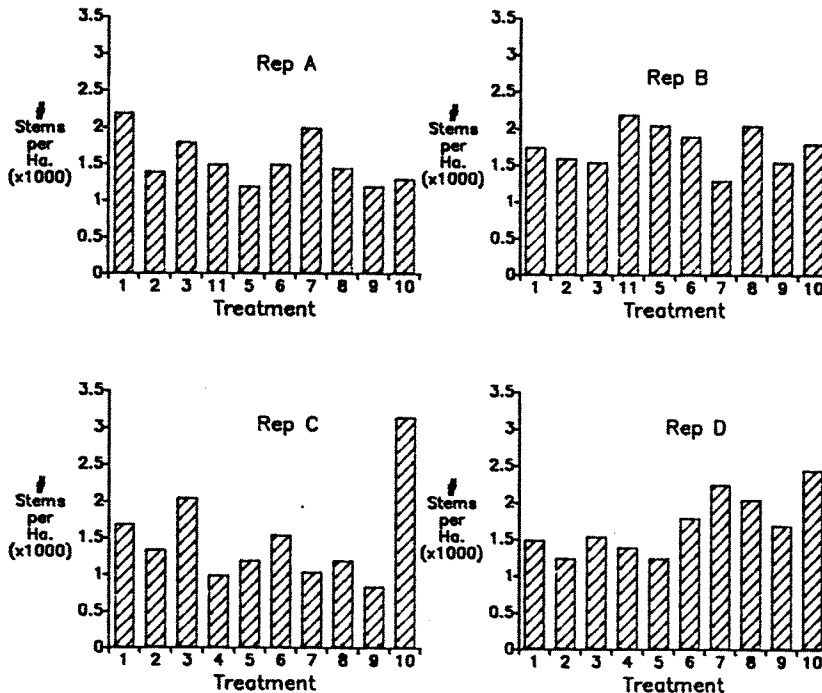 Rep A
#
Stems
per
Ha.
(x1000)
3.5
3
2.5
2
1.5
1
0.5
0
1 2 3 11 5 6 7 8 9 10
Treatment
Rep B
#
Stems
per
Ha.
(x1000)
3.5
3
2.5
2
1.5
1
0.5
0
1 2 3 11 5 6 7 8 9 10
Treatment
Rep C
#
Stems
per
Ha.
(x1000)
3.5
3
2.5
2
1.5
1
0.5
0
1 2 3 4 5 6 7 8 9 10
Treatment
Rep D
#
Stems
per
Ha.
(x1000)
3.5
3
2.5
2
1.5
1
0.5
0
1 2 3 4 5 6 7 8 9 10
Treatment